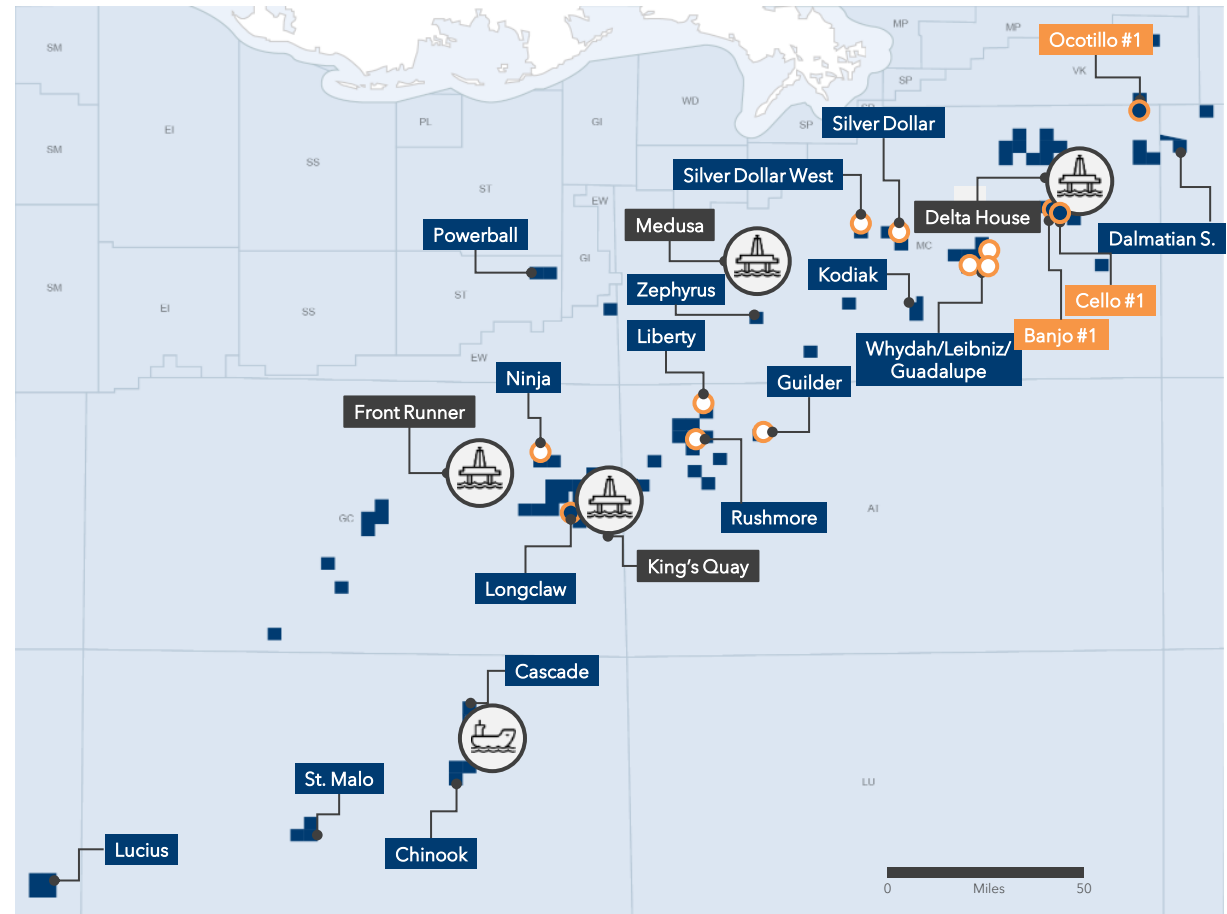 MP
MP
Ocotillo #1
SM
VK
SP
WD
SM
PL
GI
SP
Silver Dollar
EI
SM
SS
ST
Silver Dollar West
EW
Medusa
Delta House
Powerball
MC
Dalmatian S.
GI
Kodiak
SM
Zephyrus
ST
Cello #1
EI
SS
Liberty
Banjo #1
Whydah/Leibniz/
Guadalupe
EW
Ninja
Guilder
Front Runner
GC
AT
Rushmore
King's Quay
Longclaw
Cascade
St. Malo
LU
Lucius
Chinook
0
Miles
50